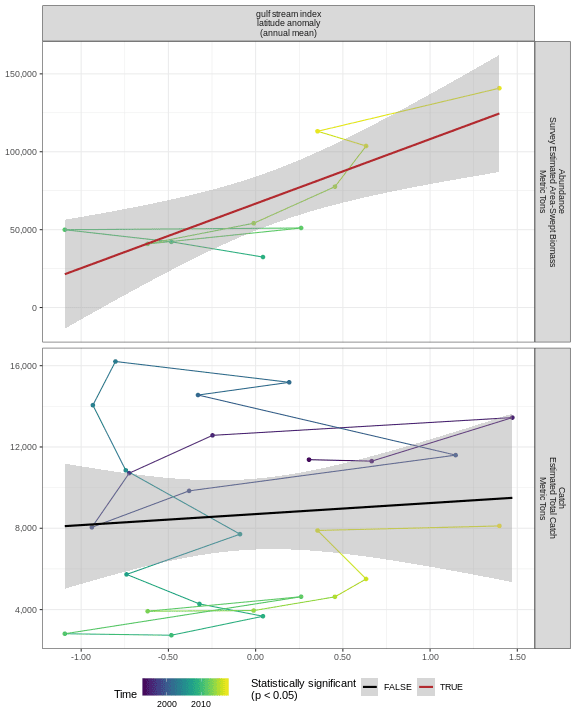 gulf stream index
latitude anomaly
(annual mean)
150,000
100,000
50,000
0
Abundance
Survey Estimated Area-Swept Biomass
Metric Tons
16,000
12,000
8,000
4,000
Catch
Estimated Total Catch
Metric Tons
-1.00 -0.50 0.00 0.50 1.00 1.50
Time
2000 2010
Statistically significant
(p < 0.05)
FALSE TRUE